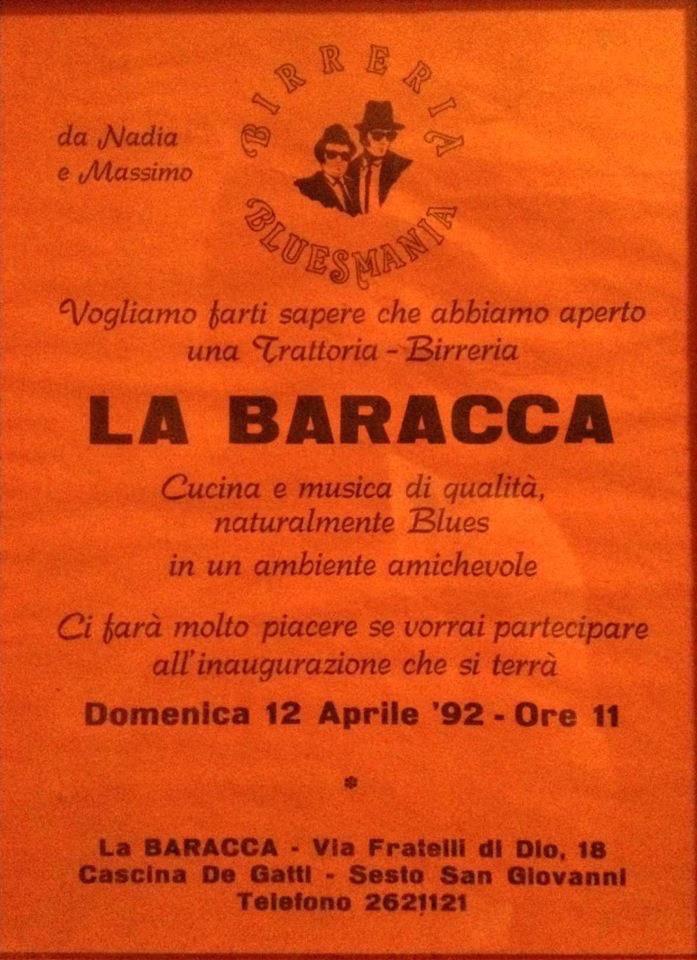 BIRRERIA
BLUESMANIA
da Nadia
e Massimo
Vogliamo farti sapere che abbiamo aperto
una Trattoria - Birreria
LA BARACCA
Cucina e musica di qualità,
naturalmente Blues
in un ambiente amichevole
Ci farà molto piacere se vorrai partecipare
all'inaugurazione che si terrà
Domenica 12 Aprile '92 - Ore 11
*
La BARACCA - Via Fratelli di Dio, 18
Cascina De Gatti - Sesto San Giovanni
Telefono 2621121